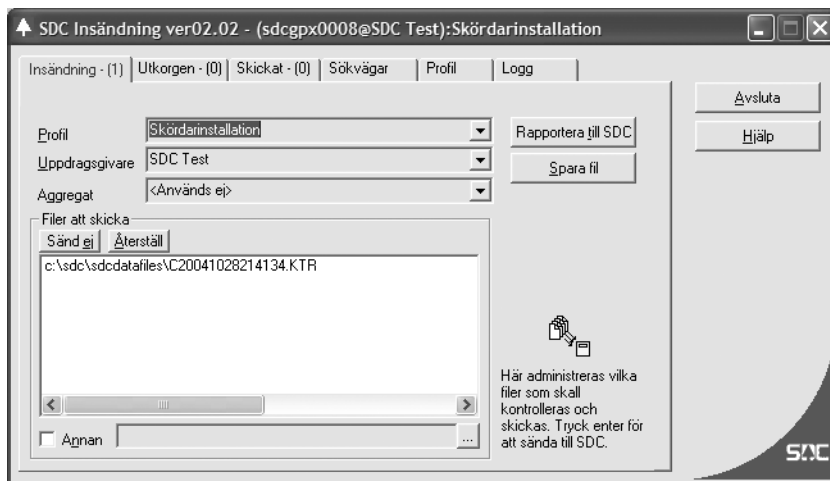 SDC Insändning ver02.02 - (sdcgpx0008@SDC Test):Skördarinstallation
Insändning - (1) Utkorgen - (0) Skickat - (0) Sökvägar Profil Logg
Avsluta
Hjälp
Profil Skördarinstallation
Rapportera till SDC
Uppdragsgivare SDC Test
Spara fil
Aggregat <Används ej>
Filer att skicka
Sänd ej Återställ
c:\sdc\sdcdatafiles\C20041028214134.KTR
Här administreras vilka
filer som skall
kontrolleras och
skickas. Tryck enter för
att sända till SDC.
Annan ...
SDC